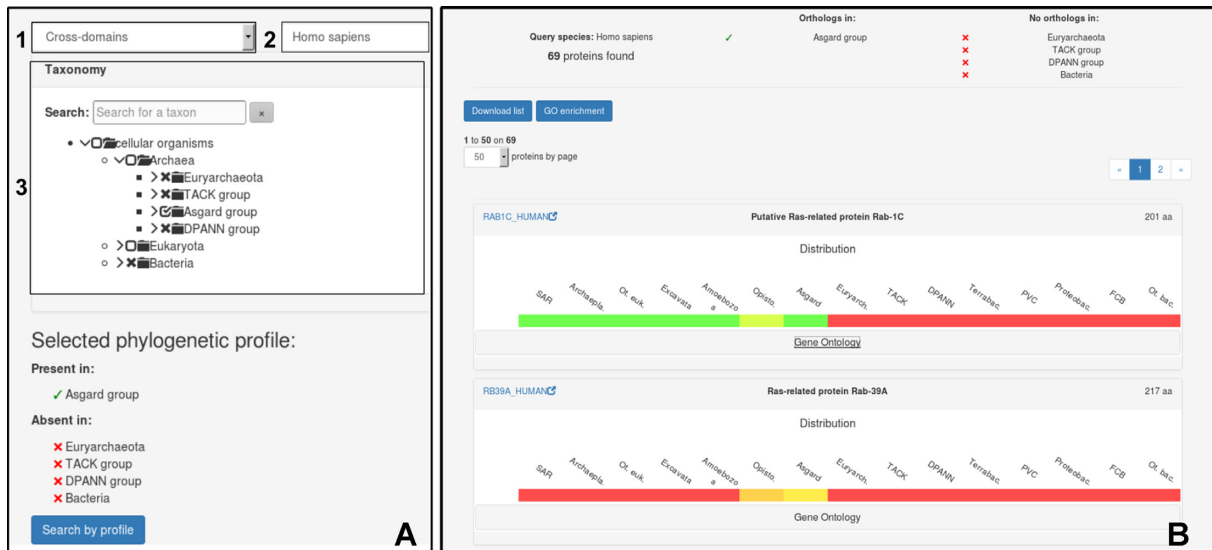 1
Cross-domains
2
Homo sapiens
Taxonomy
3
Search: Search for a taxon ×
cellular organisms
Archaea
Euryarchaeota
TACK group
Asgard group
DPANN group
Eukaryota
Bacteria
Selected phylogenetic profile:
Present in:
✓ Asgard group
Absent in:
× Euryarchaeota
× TACK group
× DPANN group
× Bacteria
Search by profile
A
Orthologs in:
No orthologs in:
Query species: Homo sapiens
✓ Asgard group
× Euryarchaeota
69 proteins found
× TACK group
× DPANN group
× Bacteria
Download list
GO enrichment
1 to 50 on 69
50 proteins by page
« 1 2 »
RAB1C_HUMAN
Putative Ras-related protein Rab-1C
201 aa
Distribution
SAR
Archaepla.
Ot. euk.
Excavata
Amoebozoa
Opisto.
Asgard
Euryarch.
TACK
DPANN
Terrabac.
PVC
Proteobac.
FCB
Ot. bac.
Gene Ontology
RB39A_HUMAN
Ras-related protein Rab-39A
217 aa
Distribution
SAR
Archaepla.
Ot. euk.
Excavata
Amoebozoa
Opisto.
Asgard
Euryarch.
TACK
DPANN
Terrabac.
PVC
Proteobac.
FCB
Ot. bac.
Gene Ontology
B